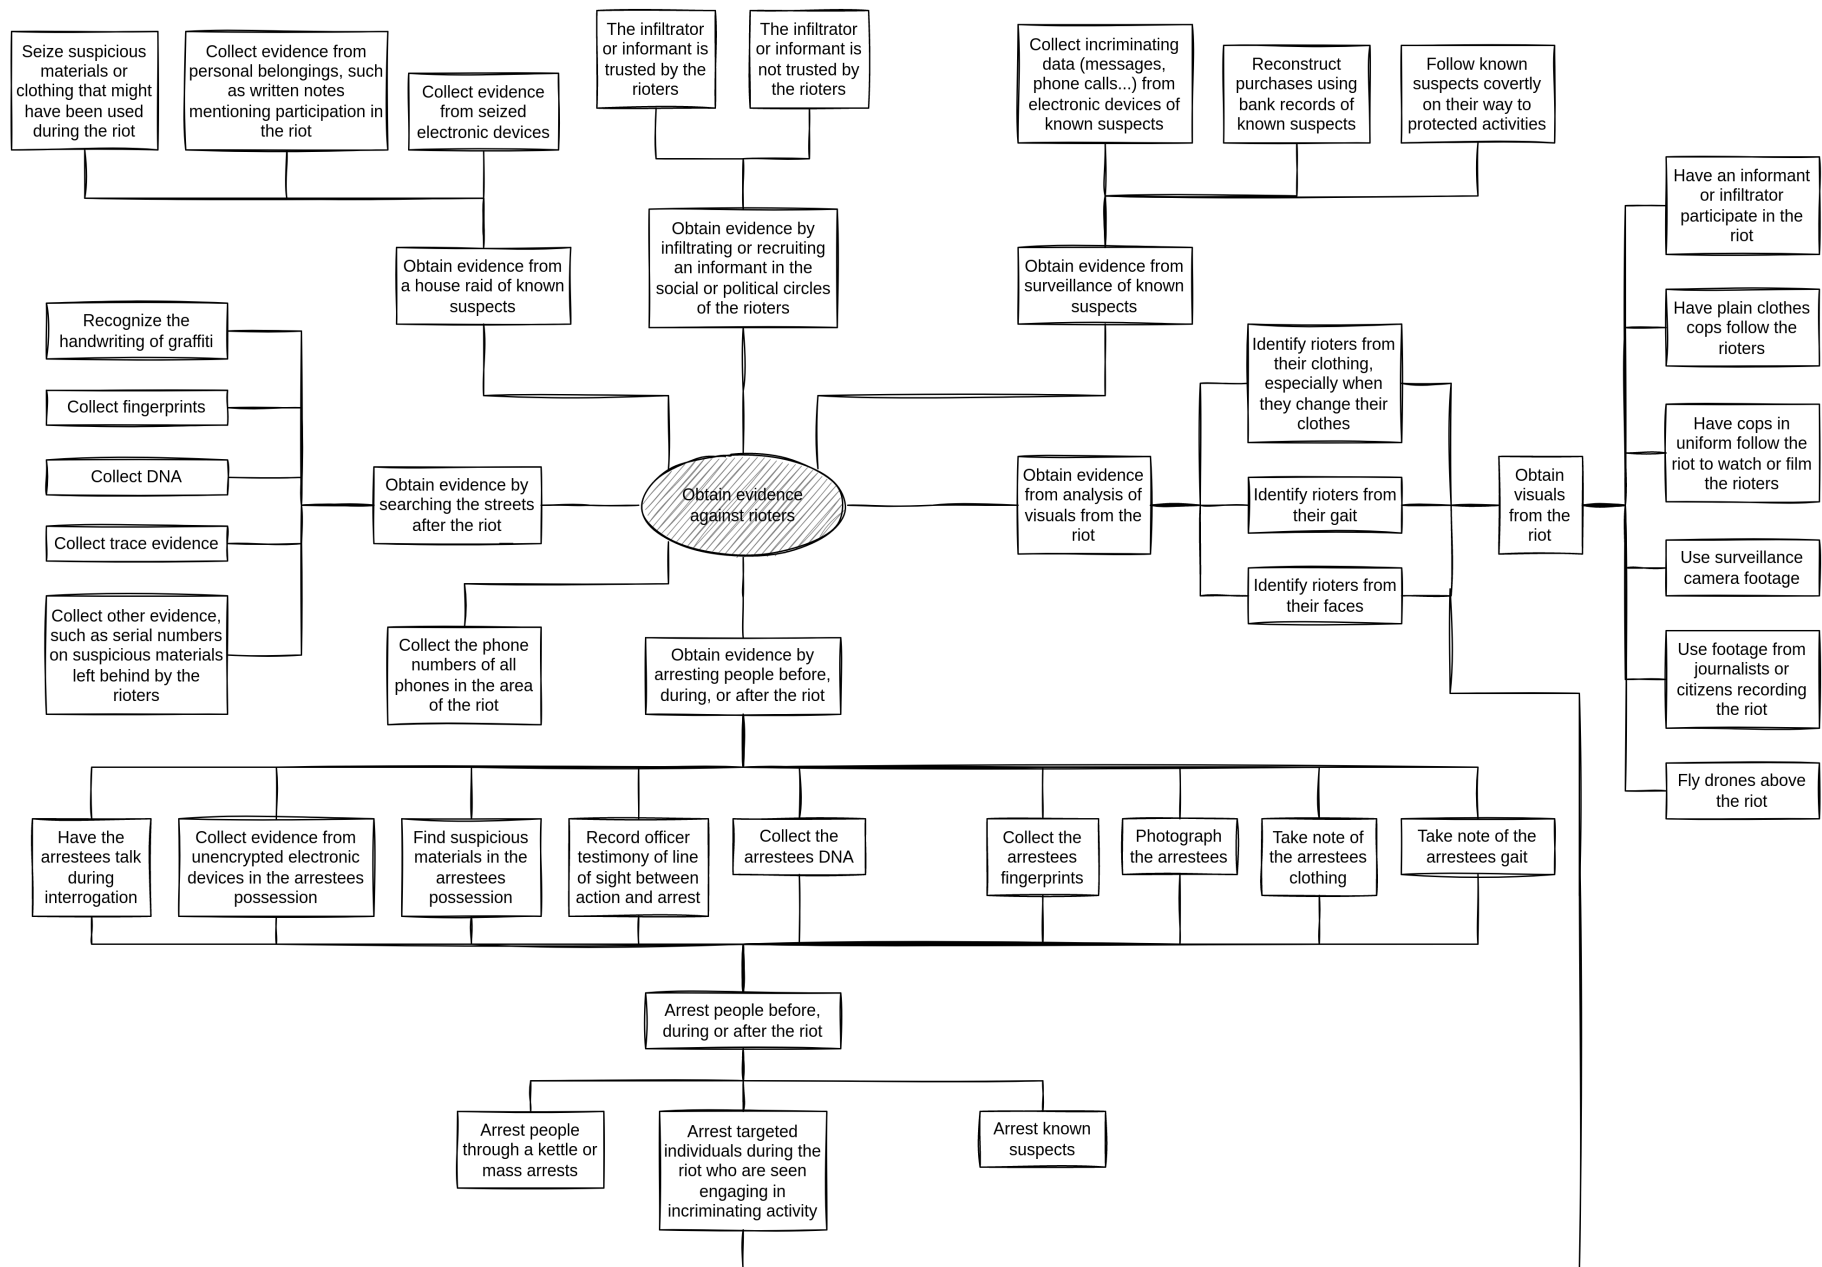 Seize suspicious
materials or
clothing that might
have been used
during the riot
Collect evidence from
personal belongings, such
as written notes
mentioning participation in
the riot
Collect evidence
from seized
electronic devices
The infiltrator
or informant is
trusted by the
rioters
The infiltrator
or informant is
not trusted by
the rioters
Collect incriminating
data (messages,
phone calls...) from
electronic devices of
known suspects
Reconstruct
purchases using
bank records of
known suspects
Follow known
suspects covertly
on their way to
protected activities
Obtain evidence from
a house raid of known
suspects
Obtain evidence by
infiltrating or recruiting
an informant in the
social or political circles
of the rioters
Obtain evidence from
surveillance of known
suspects
Have an informant
or infiltrator
participate in the
riot
Have plain clothes
cops follow the
rioters
Have cops in
uniform follow the
riot to watch or film
the rioters
Use surveillance
camera footage
Use footage from
journalists or
citizens recording
the riot
Fly drones above
the riot
Recognize the
handwriting of graffiti
Collect fingerprints
Collect DNA
Collect trace evidence
Collect other evidence,
such as serial numbers
on suspicious materials
left behind by the
rioters
Obtain evidence by
searching the streets
after the riot
Obtain evidence
against rioters
Obtain evidence
from analysis of
visuals from the
riot
Identify rioters from
their clothing,
especially when
they change their
clothes
Identify rioters from
their gait
Identify rioters from
their faces
Obtain
visuals
from the
riot
Collect the phone
numbers of all
phones in the area
of the riot
Obtain evidence by
arresting people before,
during, or after the riot
Have the
arrestees talk
during
interrogation
Collect evidence from
unencrypted electronic
devices in the arrestees
possession
Find suspicious
materials in the
arrestees
possession
Record officer
testimony of line
of sight between
action and arrest
Collect the
arrestees DNA
Collect the
arrestees
fingerprints
Photograph
the arrestees
Take note of
the arrestees
clothing
Take note of the
arrestees gait
Arrest people before,
during or after the riot
Arrest people
through a kettle or
mass arrests
Arrest targeted
individuals during the
riot who are seen
engaging in
incriminating activity
Arrest known
suspects